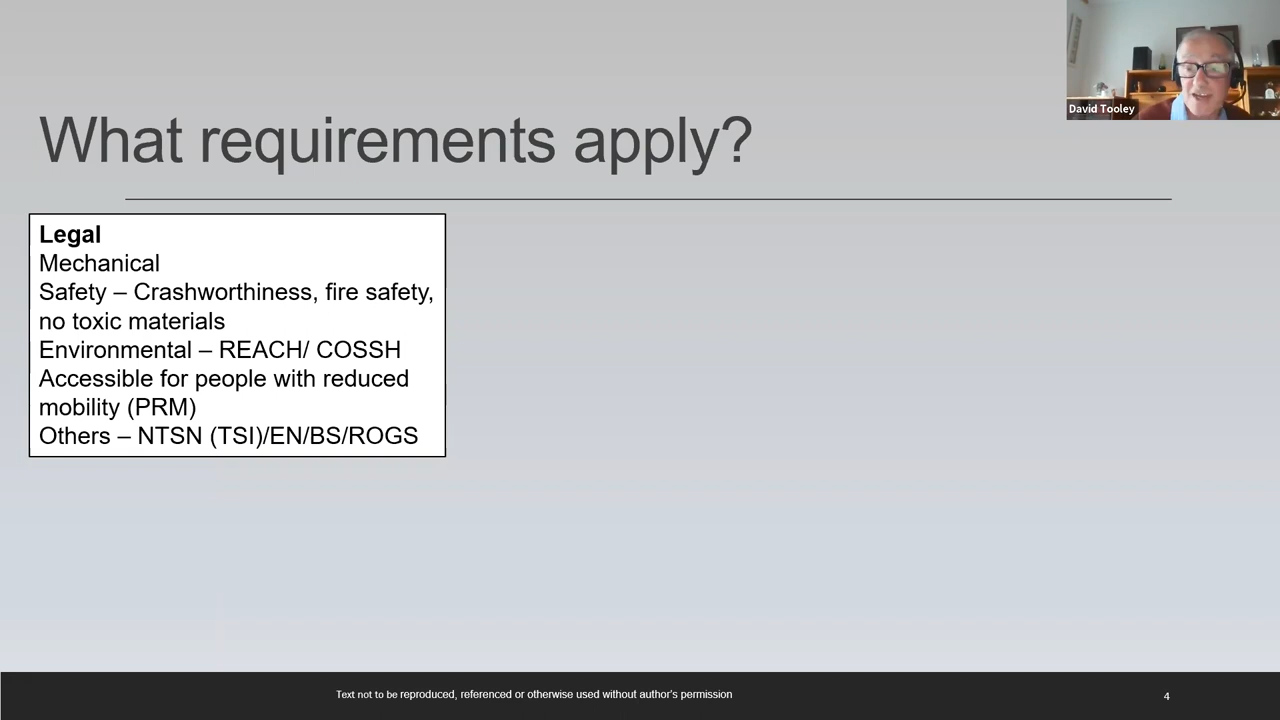 David Tooley
What requirements apply?
Legal
Mechanical
Safety – Crashworthiness, fire safety,
no toxic materials
Environmental – REACH/ COSSH
Accessible for people with reduced
mobility (PRM)
Others – NTSN (TSI)/EN/BS/ROGS
Text not to be reproduced, referenced or otherwise used without author's permission
4